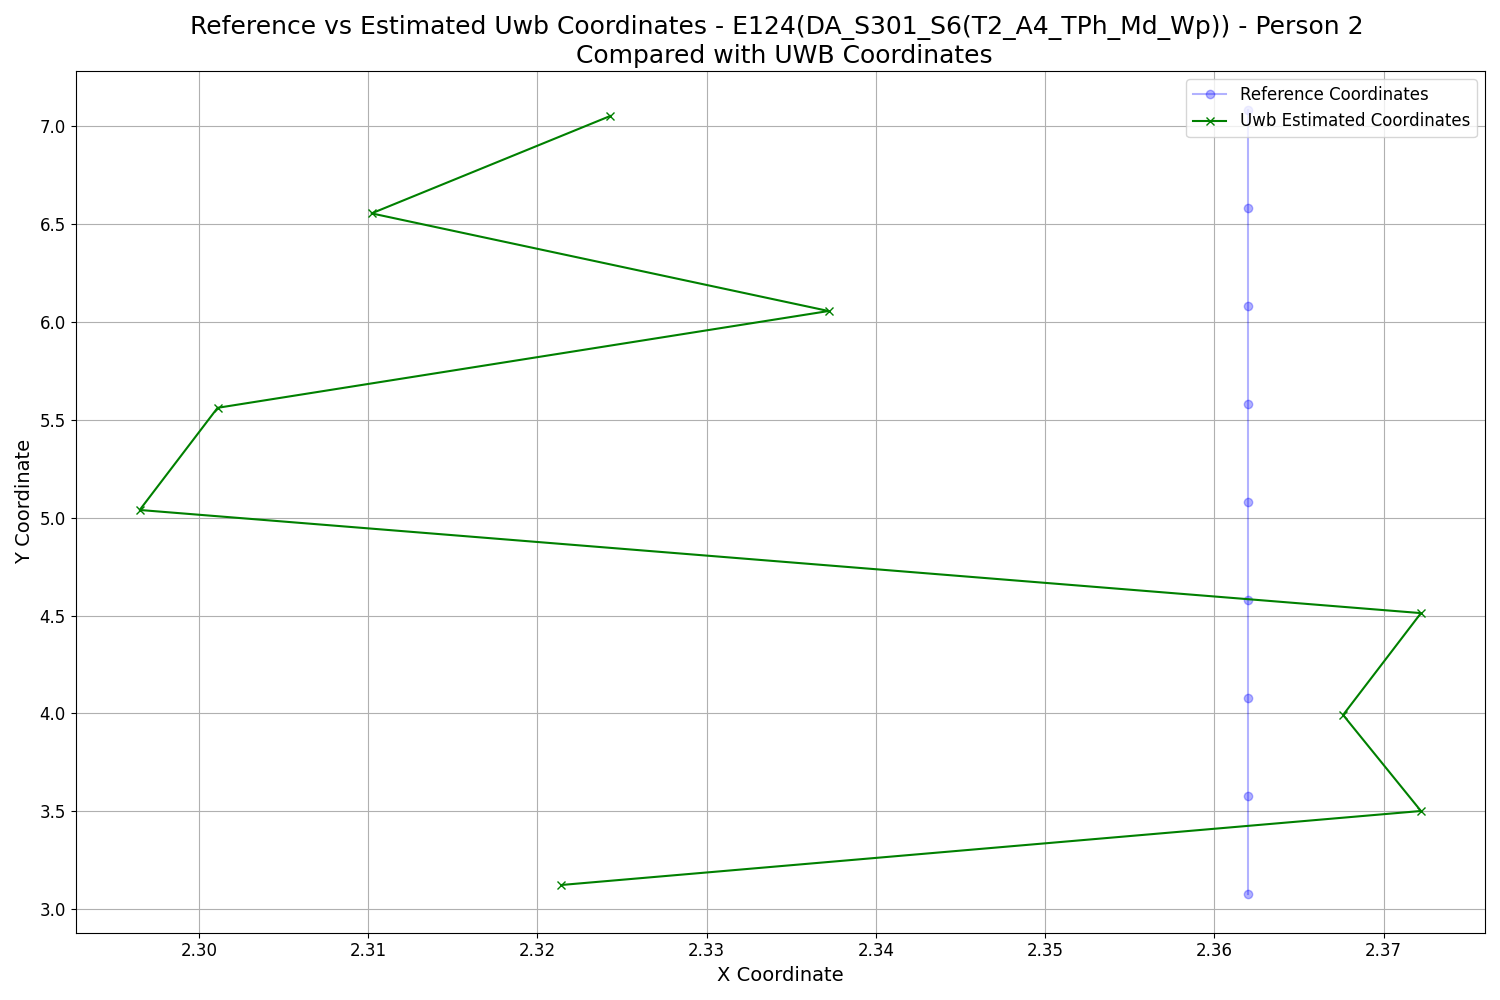 Reference vs Estimated Uwb Coordinates - E124(DA_S301_S6(T2_A4_TPh_Md_Wp)) - Person 2
Compared with UWB Coordinates
Reference Coordinates
Uwb Estimated Coordinates
7.0
6.5
6.0
5.5
5.0
4.5
4.0
3.5
3.0
Y Coordinate
2.30 2.31 2.32 2.33 2.34 2.35 2.36 2.37
X Coordinate